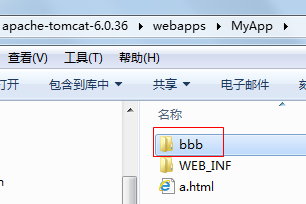 apache-tomcat-6.0.36 ▸ webapps ▸ MyApp ▸
查看(V) 工具(T) 帮助(H)
打开 包含到库中 共享 电子邮件
名称
bbb
WEB_INF
a.html